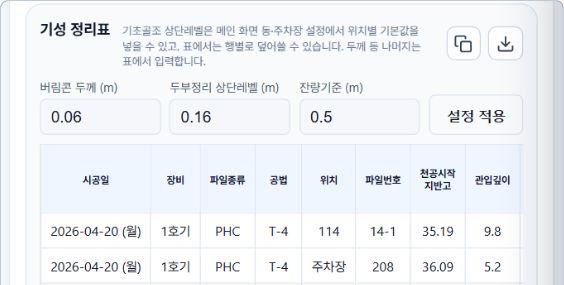 기성 정리표
기초골조 상단레벨은 메인 화면 동·주차장 설정에서 위치별 기본값을
넣을 수 있고, 표에서는 행별로 덮어쓸 수 있습니다. 두께 등 나머지는
표에서 입력합니다.
버림콘 두께 (m) 두부정리 상단레벨 (m) 잔량기준 (m)
0.06 0.16 0.5 설정 적용
시공일 장비 파일종류 공법 위치 파일번호 천공시작 지반고 관입깊이
2026-04-20 (월) 1호기 PHC T-4 114 14-1 35.19 9.8
2026-04-20 (월) 1호기 PHC T-4 주차장 208 36.09 5.2